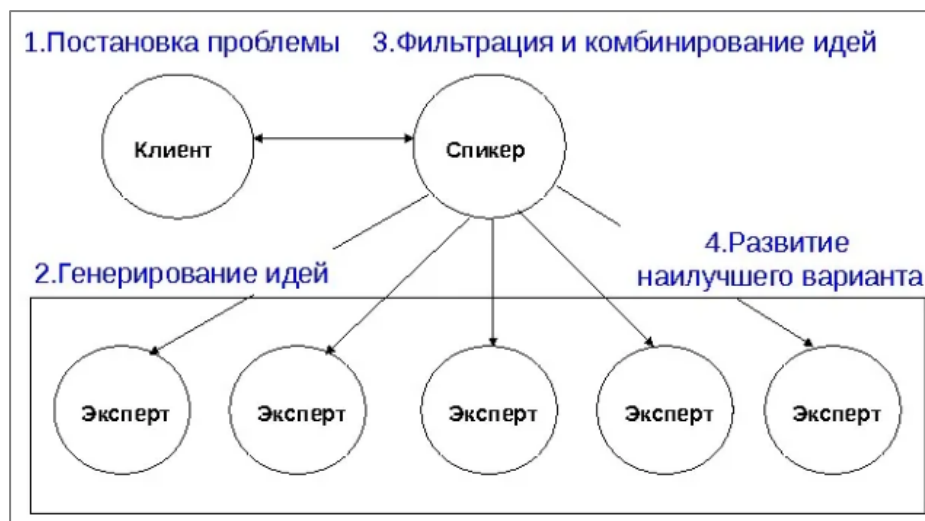 1.Постановка проблемы
3.Фильтрация и комбинирование идей
Клиент
Спикер
2.Генерирование идей
4.Развитие
наилучшего варианта
Эксперт
Эксперт
Эксперт
Эксперт
Эксперт